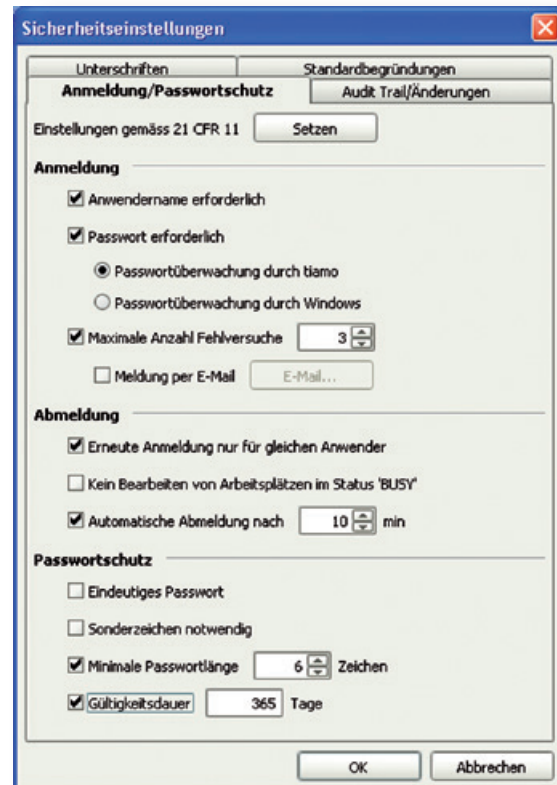 Sicherheitseinstellungen
Unterschriften Standardbegründungen
Anmeldung/Passwortschutz Audit Trail/Änderungen
Einstellungen gemäss 21 CFR 11 Setzen
Anmeldung
Anwendername erforderlich
Passwort erforderlich
Passwortüberwachung durch tiamo
Passwortüberwachung durch Windows
Maximale Anzahl Fehlversuche 3
Meldung per E-Mail E-Mail...
Abmeldung
Erneute Anmeldung nur für gleichen Anwender
Kein Bearbeiten von Arbeitsplätzen im Status 'BUSY'
Automatische Abmeldung nach 10 min
Passwortschutz
Eindeutiges Passwort
Sonderzeichen notwendig
Minimale Passwortlänge 6 Zeichen
Gültigkeitsdauer 365 Tage
OK Abbrechen